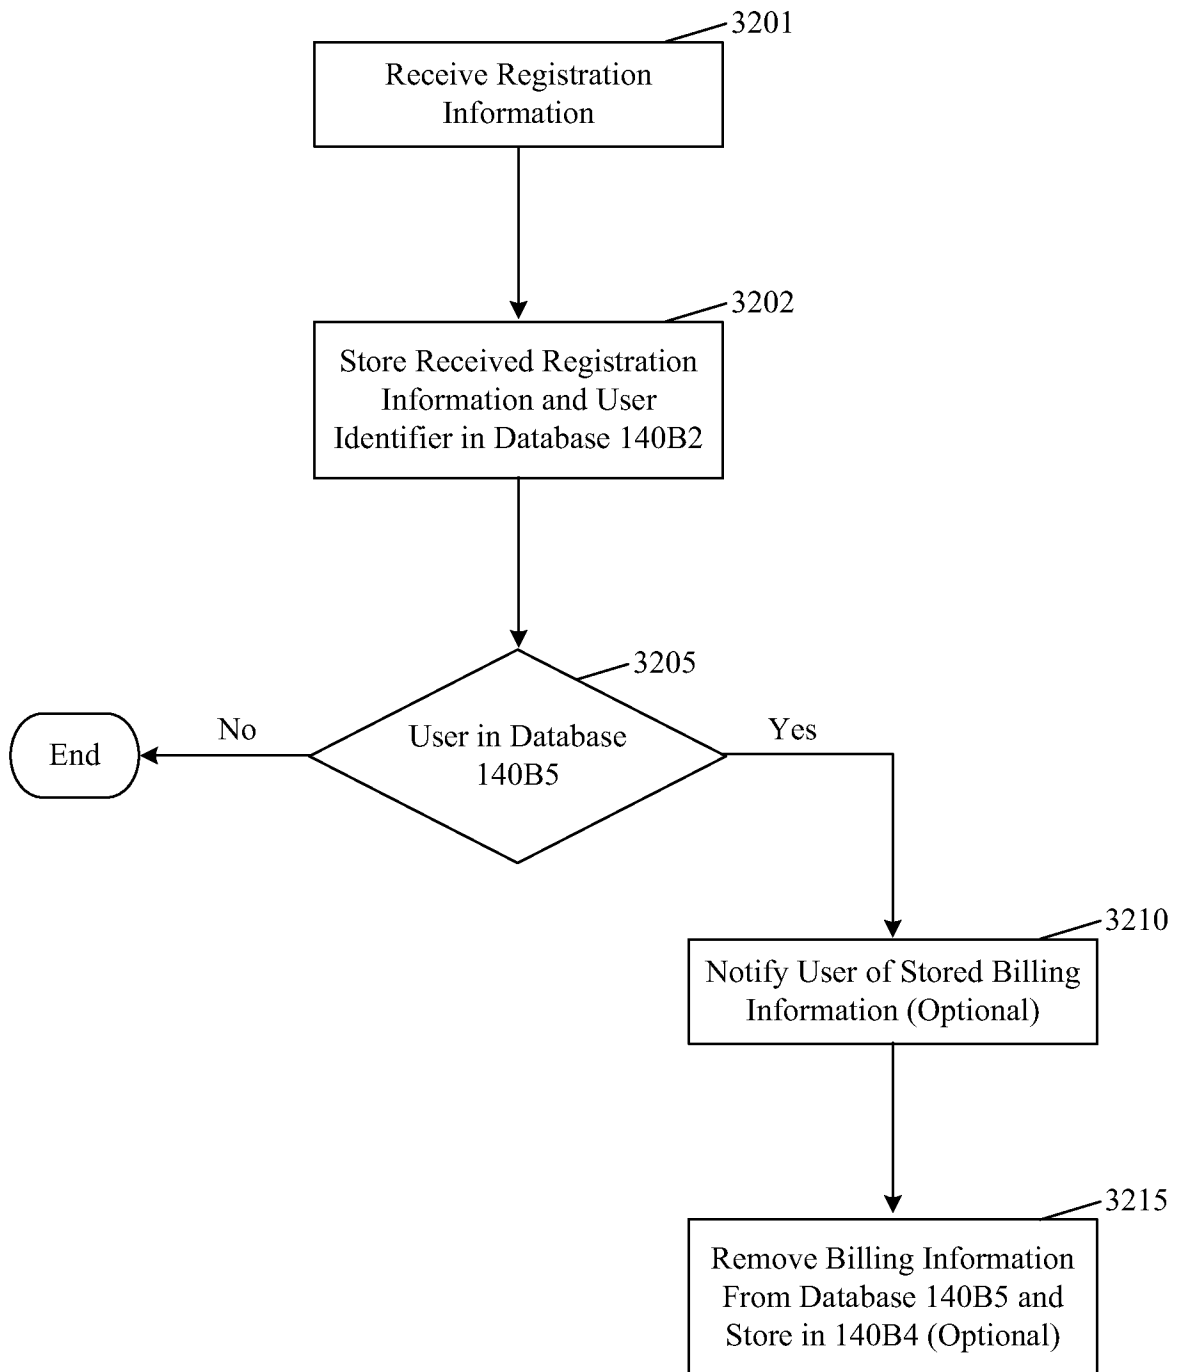 3201
Receive Registration
Information
3202
Store Received Registration
Information and User
Identifier in Database 140B2
3205
User in Database
140B5
No
Yes
End
3210
Notify User of Stored Billing
Information (Optional)
3215
Remove Billing Information
From Database 140B5 and
Store in 140B4 (Optional)